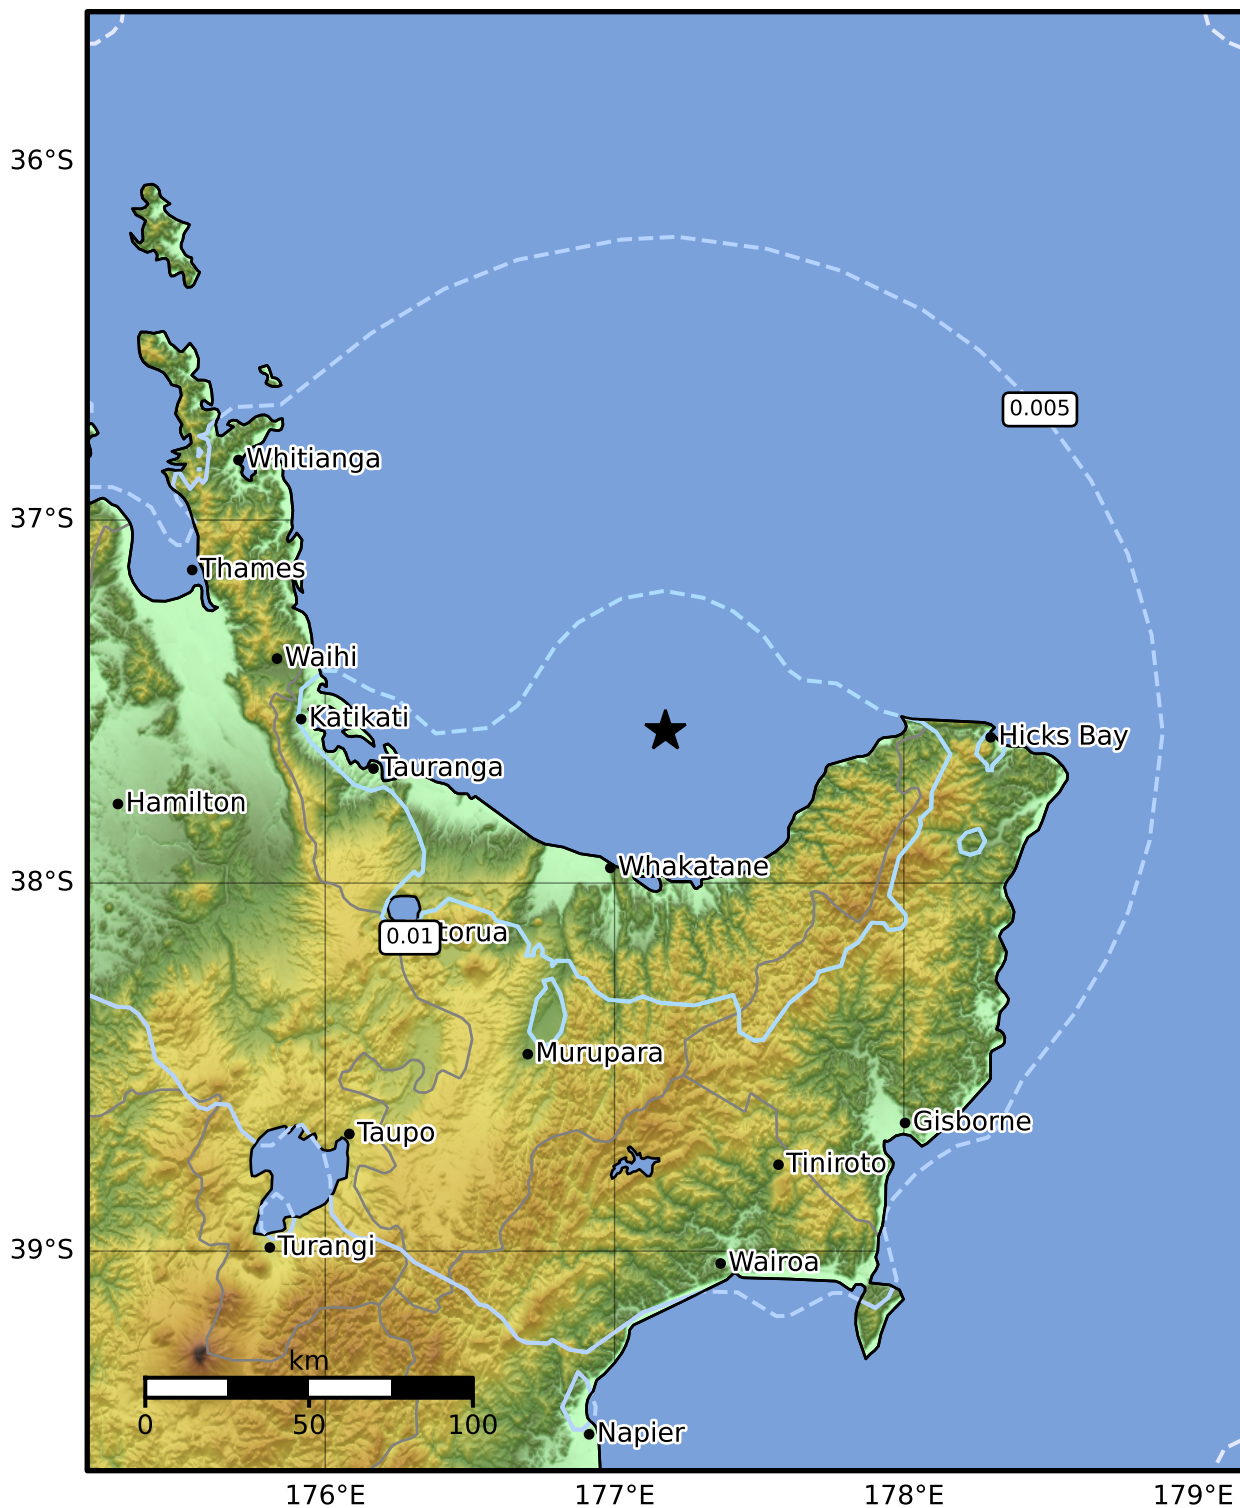 36°S
0.005
Whitianga
37°S
Thames
Waihi
Katikati
Hicks Bay
Tauranga
Hamilton
Whakatane
38°S
0.01
torua
Murupara
Gisborne
Taupo
Tiniroto
39°S
Turangi
Wairoa
km
0 50 100
Napier
176°E 177°E 178°E 179°E